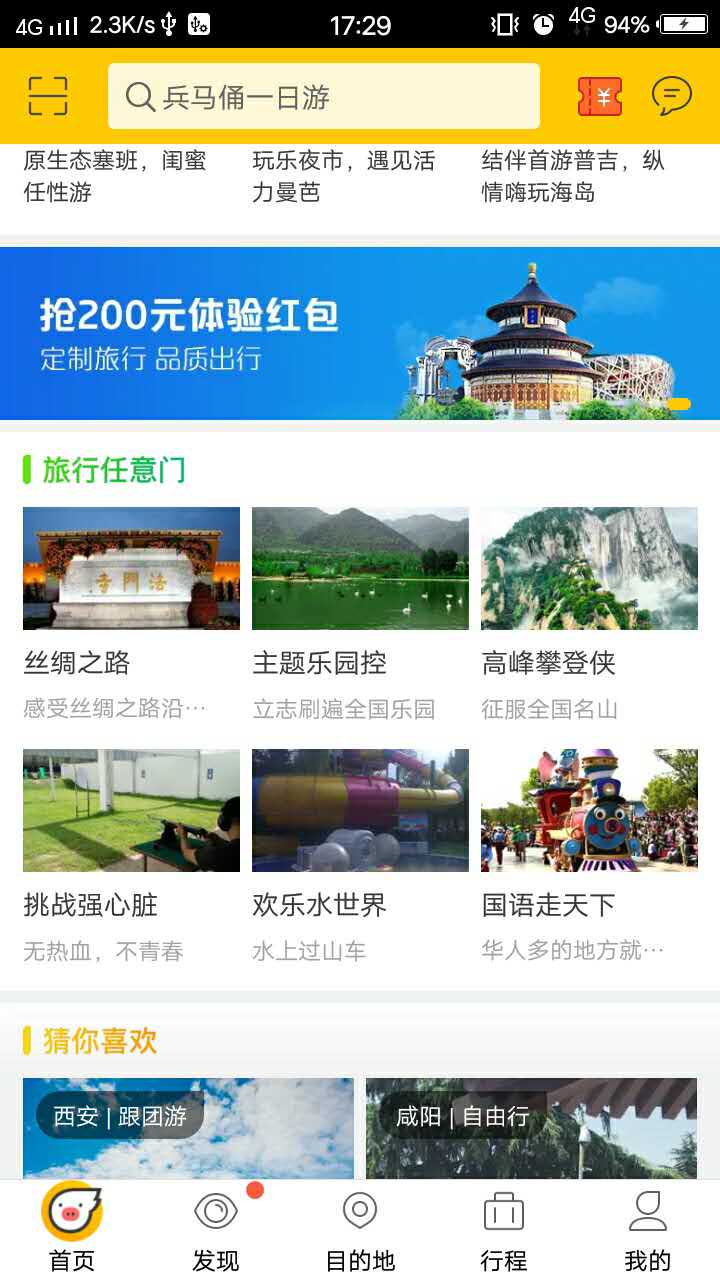 4G 2.3K/s 17:29 4G 94%
兵马俑一日游
¥
原生态塞班，闺蜜任性游
玩乐夜市，遇见活力曼芭
结伴首游普吉，纵情嗨玩海岛
抢200元体验红包
定制旅行 品质出行
旅行任意门
法門寺
丝绸之路
感受丝绸之路沿…
主题乐园控
立志刷遍全国乐园
高峰攀登侠
征服全国名山
挑战强心脏
无热血，不青春
欢乐水世界
水上过山车
国语走天下
华人多的地方就…
猜你喜欢
西安 | 跟团游
咸阳 | 自由行
首页
发现
目的地
行程
我的